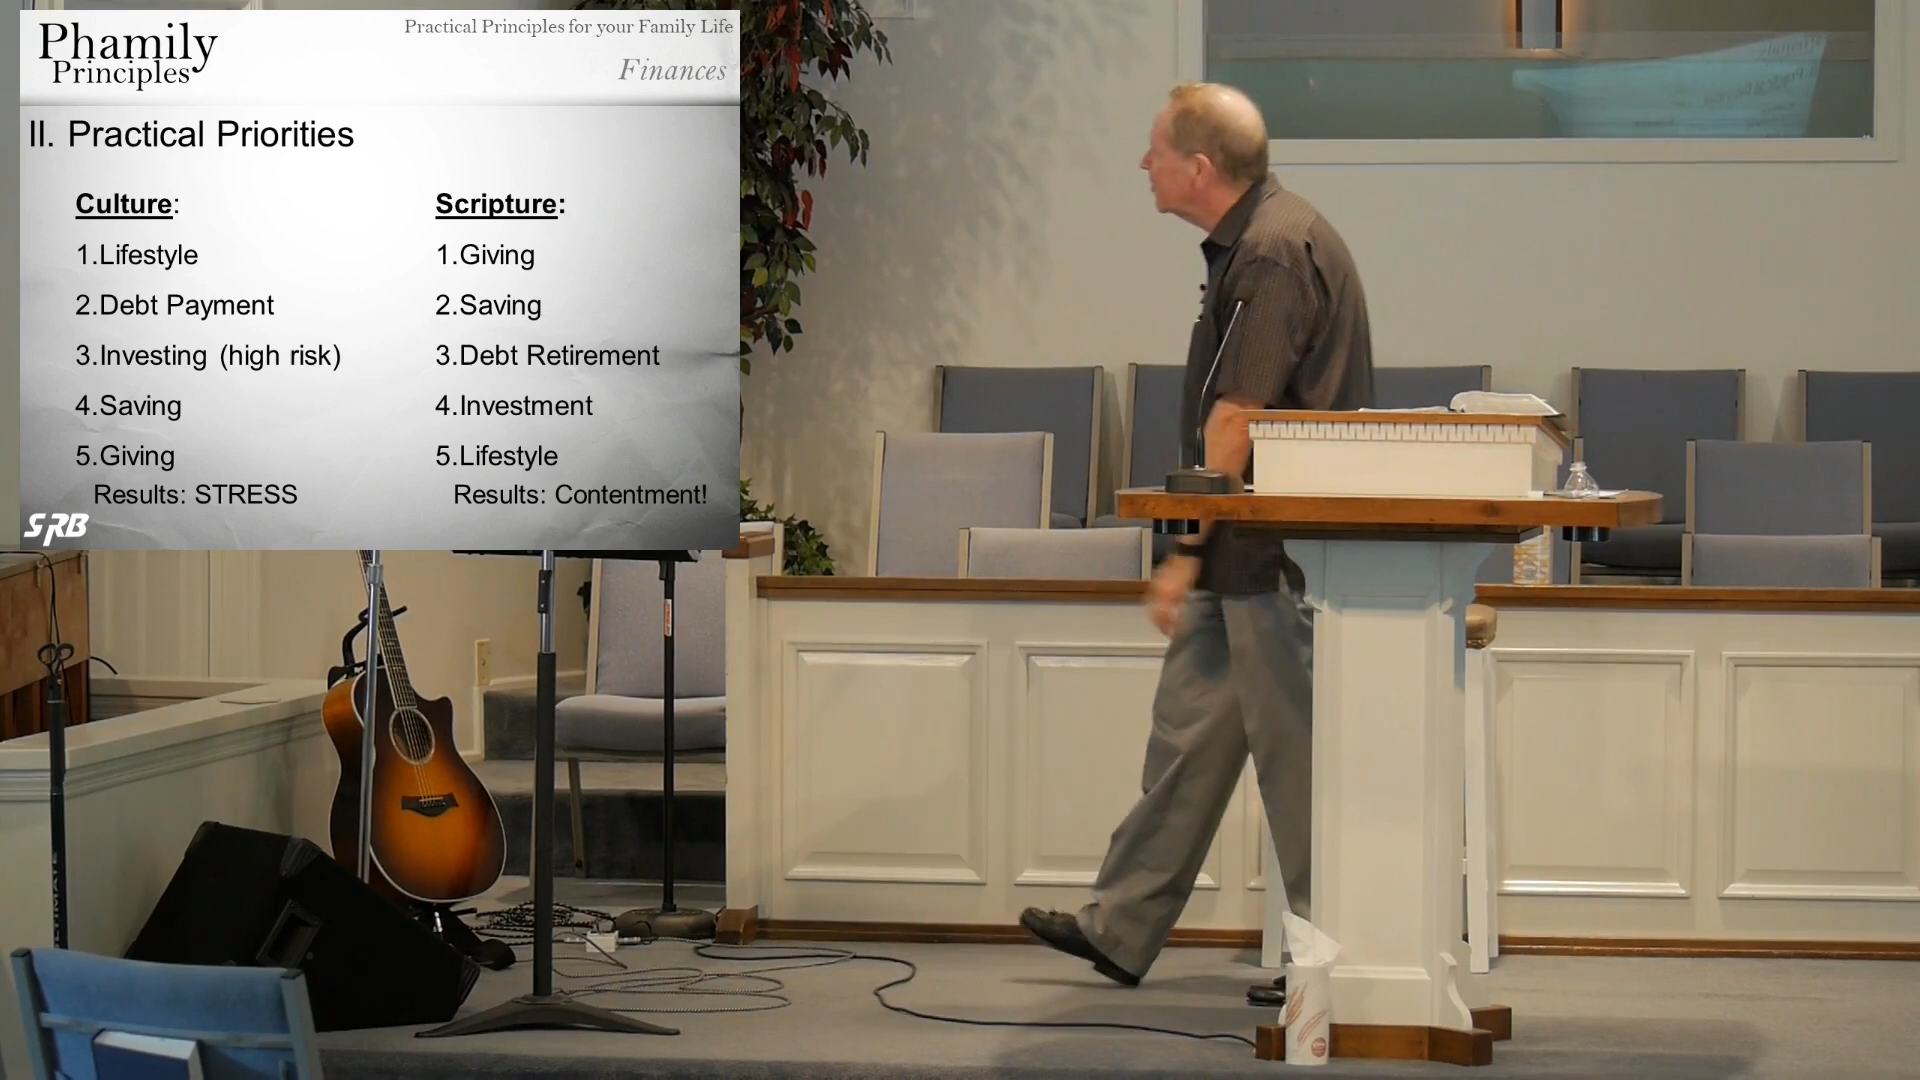 Phamily
Principles
Practical Principles for your Family Life
Finances
II. Practical Priorities
Culture:
1.Lifestyle
2.Debt Payment
3.Investing (high risk)
4.Saving
5.Giving
Results: STRESS
Scripture:
1.Giving
2.Saving
3.Debt Retirement
4.Investment
5.Lifestyle
Results: Contentment!
SRB